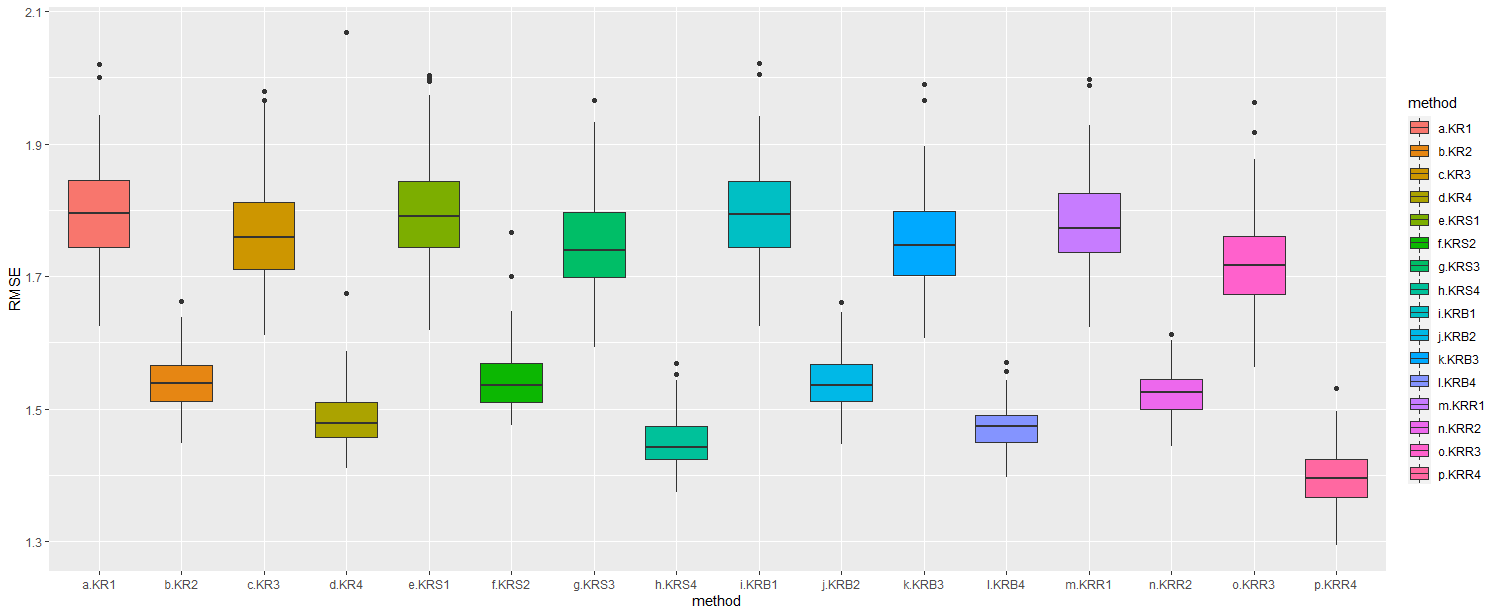 2.1
1.9
1.7
1.5
1.3
RMSE
a.KR1 b.KR2 c.KR3 d.KR4 e.KRS1 f.KRS2 g.KRS3 h.KRS4 i.KRB1 j.KRB2 k.KRB3 l.KRB4 m.KRR1 n.KRR2 o.KRR3 p.KRR4
method
method
a.KR1
b.KR2
c.KR3
d.KR4
e.KRS1
f.KRS2
g.KRS3
h.KRS4
i.KRB1
j.KRB2
k.KRB3
l.KRB4
m.KRR1
n.KRR2
o.KRR3
p.KRR4